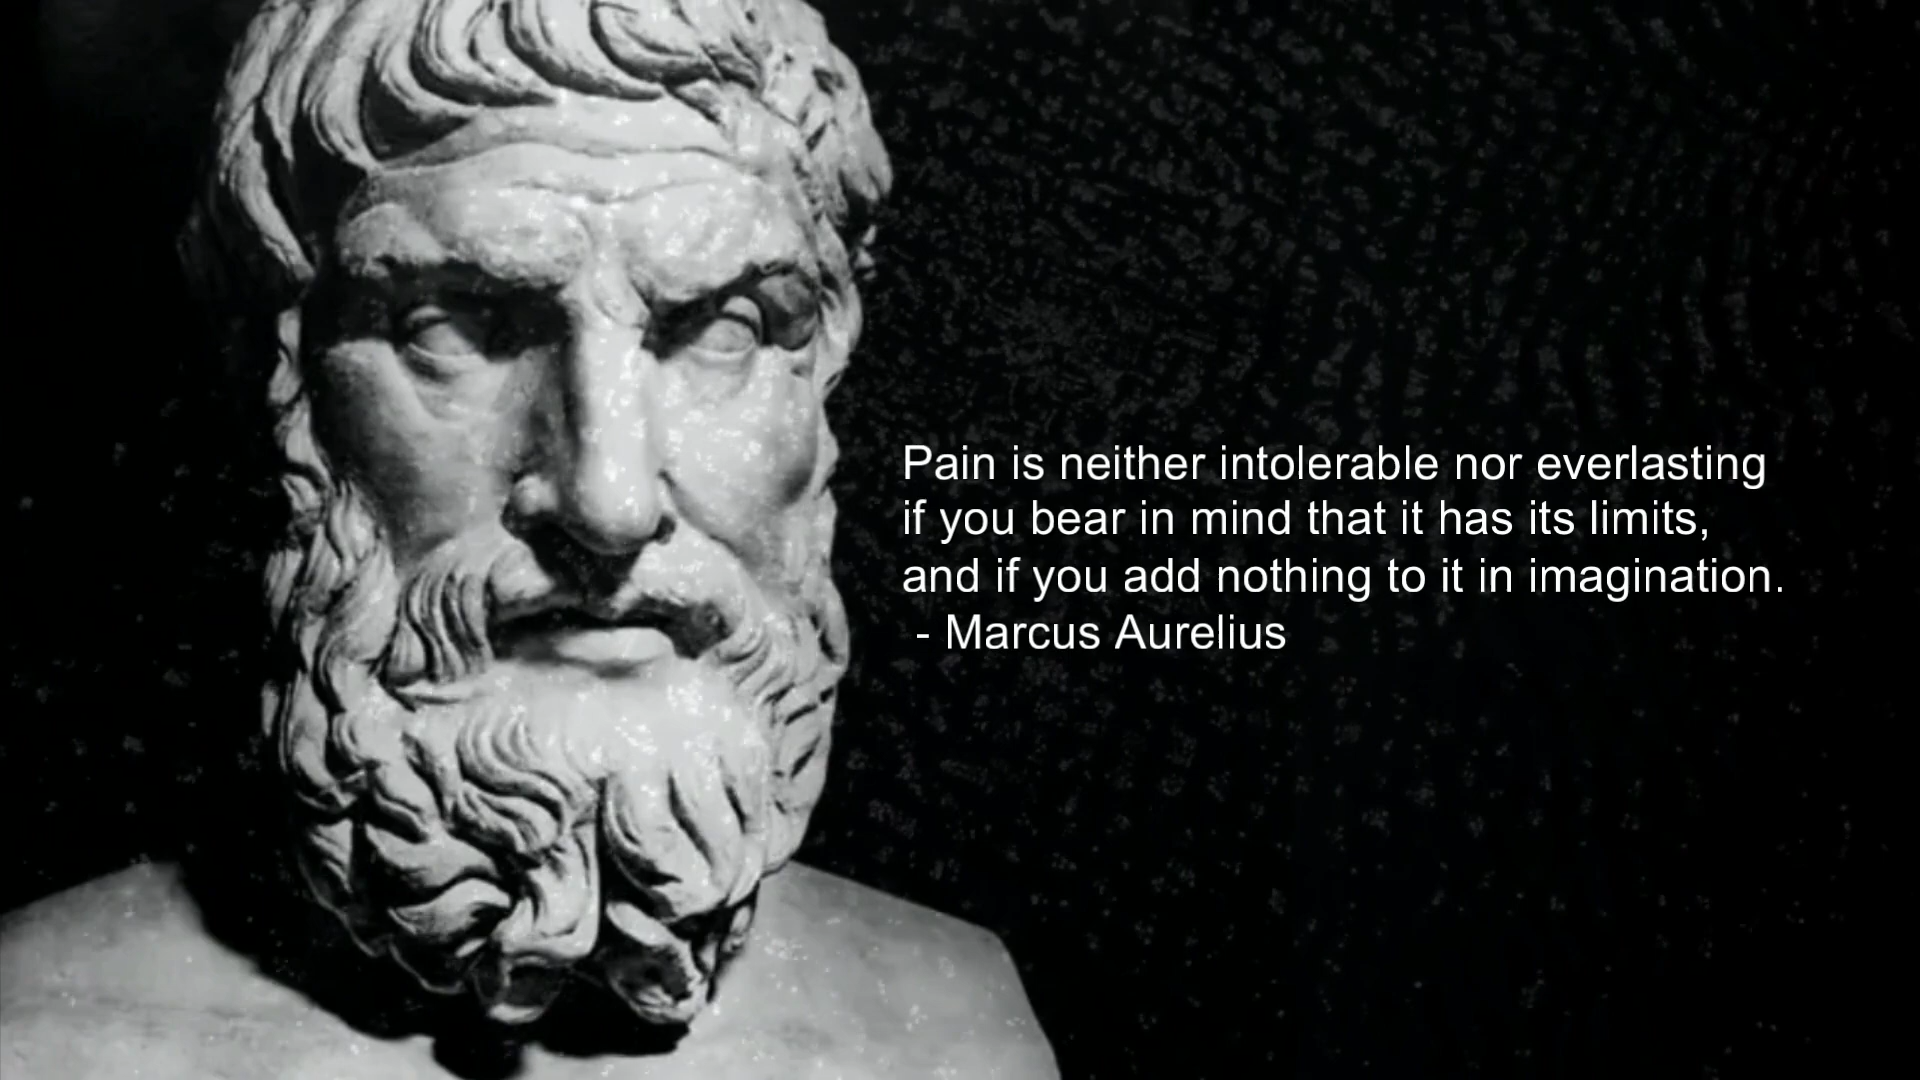 Pain is neither intolerable nor everlasting
if you bear in mind that it has its limits,
and if you add nothing to it in imagination.
- Marcus Aurelius